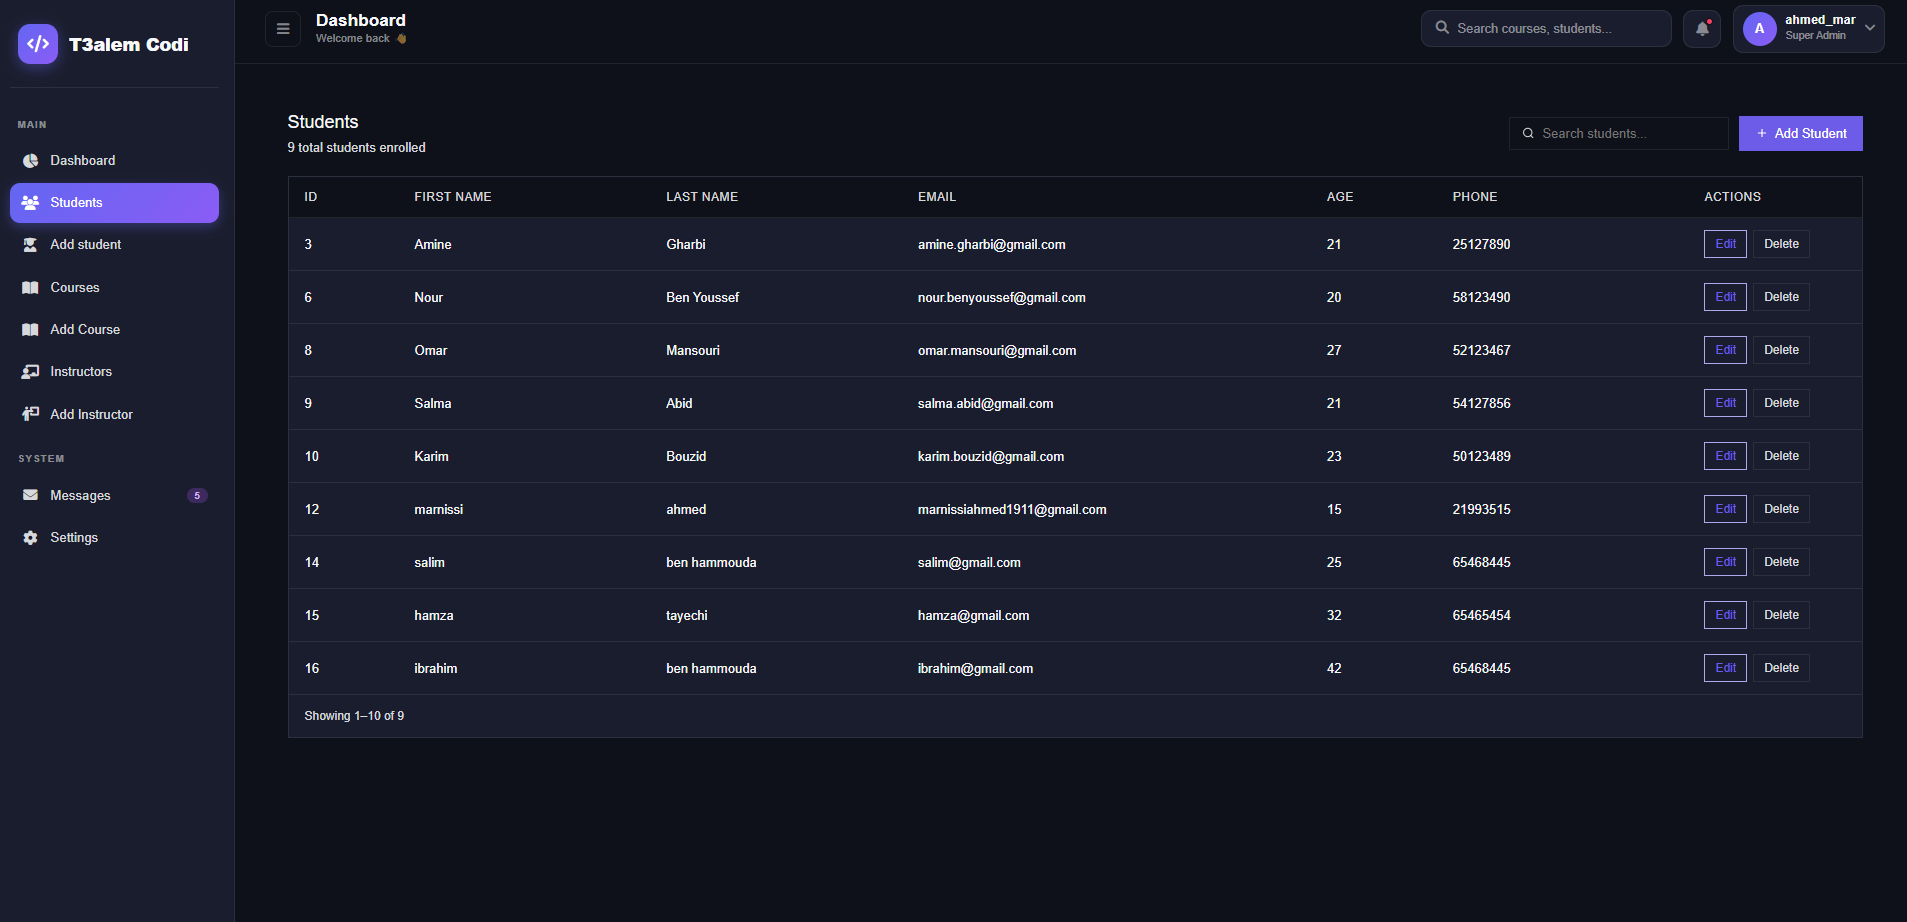 T3alem Codi
MAIN
Dashboard
Students
Add student
Courses
Add Course
Instructors
Add Instructor
SYSTEM
Messages 5
Settings
Dashboard
Welcome back 👋
Search courses, students...
A
ahmed_mar
Super Admin
Students
9 total students enrolled
Search students...
+ Add Student
ID FIRST NAME LAST NAME EMAIL AGE PHONE ACTIONS
3 Amine Gharbi amine.gharbi@gmail.com 21 25127890 Edit Delete
6 Nour Ben Youssef nour.benyoussef@gmail.com 20 58123490 Edit Delete
8 Omar Mansouri omar.mansouri@gmail.com 27 52123467 Edit Delete
9 Salma Abid salma.abid@gmail.com 21 54127856 Edit Delete
10 Karim Bouzid karim.bouzid@gmail.com 23 50123489 Edit Delete
12 marnissi ahmed marnissiahmed1911@gmail.com 15 21993515 Edit Delete
14 salim ben hammouda salim@gmail.com 25 65468445 Edit Delete
15 hamza tayechi hamza@gmail.com 32 65465454 Edit Delete
16 ibrahim ben hammouda ibrahim@gmail.com 42 65468445 Edit Delete
Showing 1–10 of 9